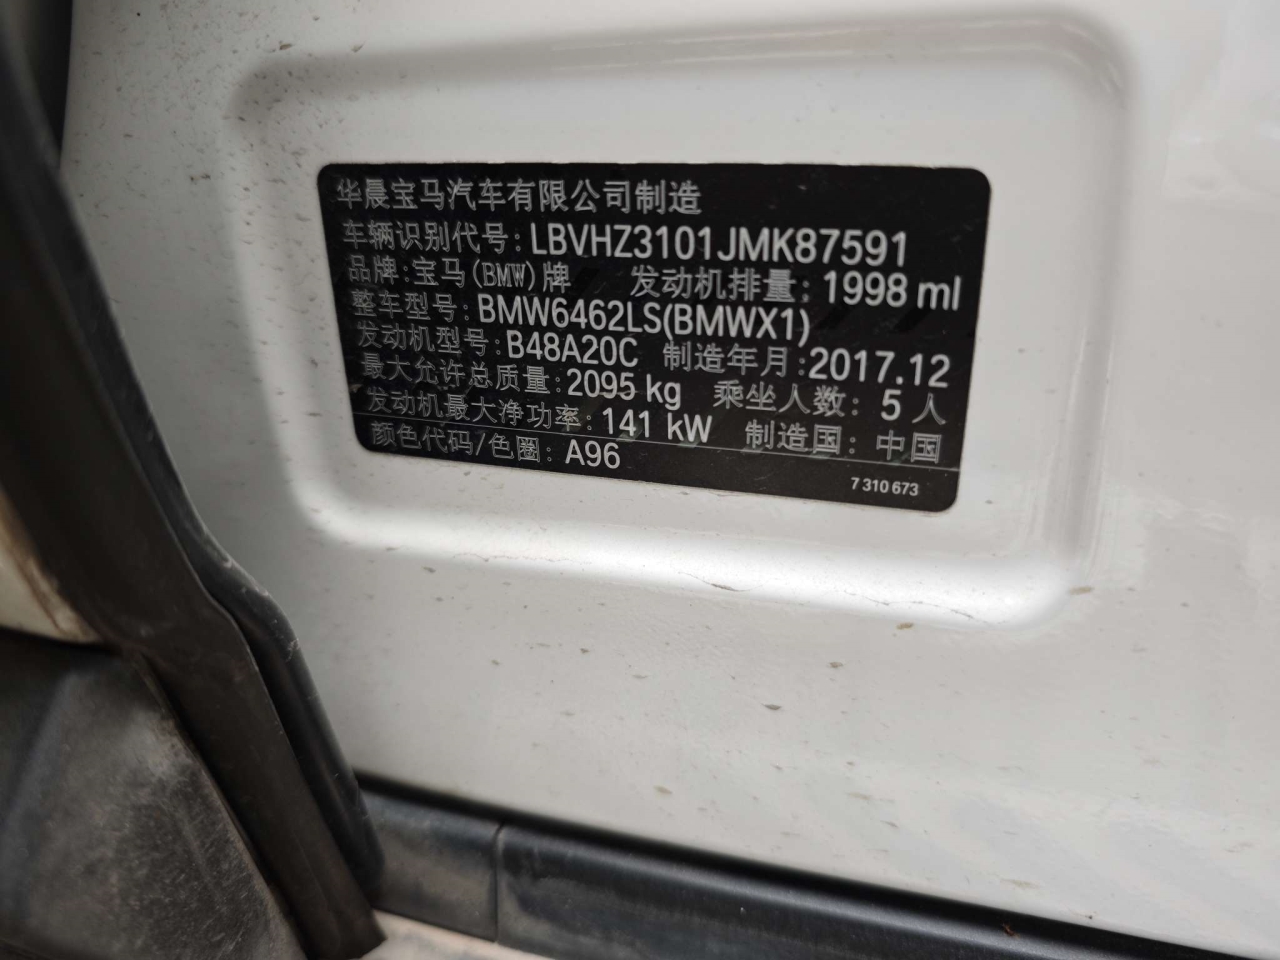 华晨宝马汽车有限公司制造
车辆识别代号: LBVHZ3101JMK87591
品牌: 宝马(BMW)牌 发动机排量: 1998 ml
整车型号: BMW6462LS(BMWX1)
发动机型号: B48A20C 制造年月: 2017.12
最大允许总质量: 2095 kg 乘坐人数: 5 人
发动机最大净功率: 141 kW 制造国: 中国
颜色代码/色圈: A96
7 310 673